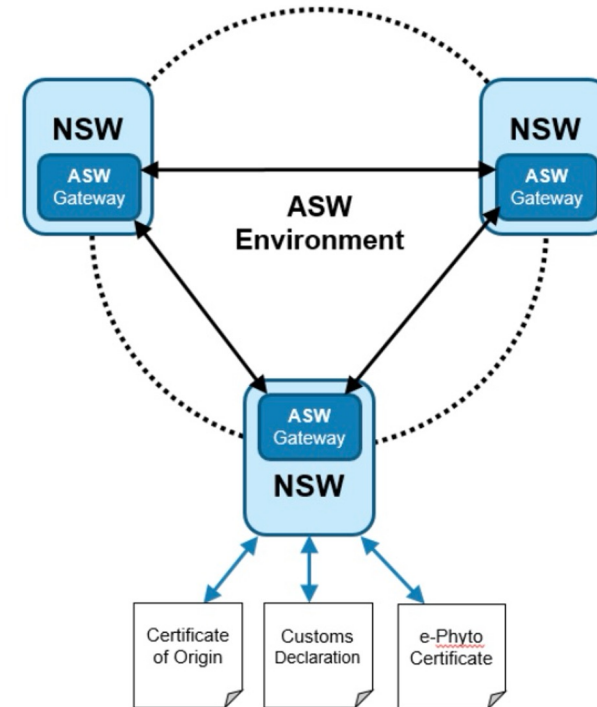 NSW
ASW
Gateway
NSW
ASW
Gateway
ASW
Environment
ASW
Gateway
NSW
Certificate
of Origin
Customs
Declaration
e-Phyto
Certificate